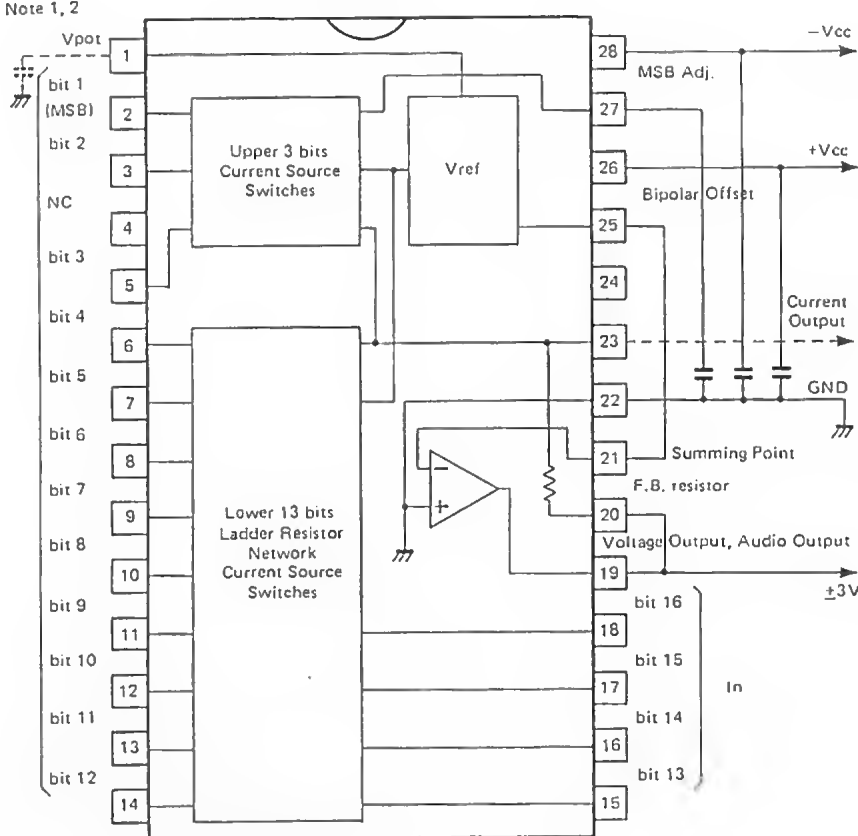 Note 1, 2
Vpot
1
bit 1
(MSB)
2
bit 2
3
NC
4
bit 3
5
bit 4
6
bit 5
7
bit 6
8
bit 7
9
bit 8
10
bit 9
11
bit 10
12
bit 11
13
bit 12
14
Upper 3 bits
Current Source
Switches
Vref
Lower 13 bits
Ladder Resistor
Network
Current Source
Switches
−
+
28
−Vcc
MSB Adj.
27
+Vcc
26
Bipolar Offset
25
24
Current
Output
23
GND
22
21
Summing Point
F.B. resistor
20
Voltage Output, Audio Output
19
±3V
bit 16
18
bit 15
17
In
bit 14
16
bit 13
15